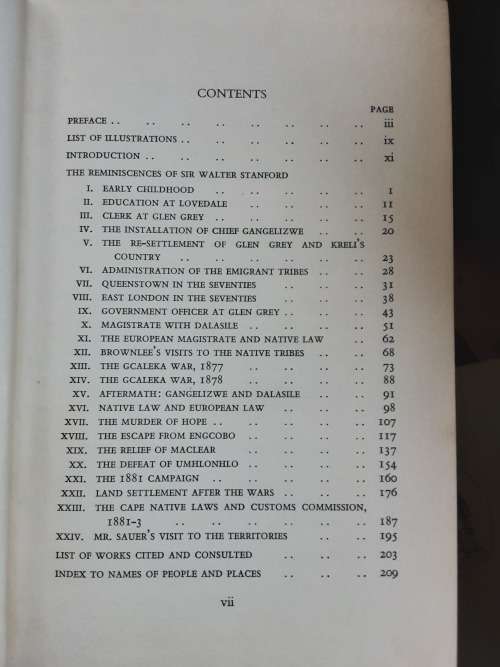 CONTENTS
PAGE
PREFACE .. .. .. .. .. .. .. iii
LIST OF ILLUSTRATIONS .. .. .. .. .. .. ix
INTRODUCTION .. .. .. .. .. .. .. xi
THE REMINISCENCES OF SIR WALTER STANFORD
I. EARLY CHILDHOOD .. .. .. .. .. 1
II. EDUCATION AT LOVEDALE .. .. .. .. 11
III. CLERK AT GLEN GREY .. .. .. .. .. 15
IV. THE INSTALLATION OF CHIEF GANGELIZWE .. .. 20
V. THE RE-SETTLEMENT OF GLEN GREY AND KRELI'S
COUNTRY .. .. .. .. .. .. 23
VI. ADMINISTRATION OF THE EMIGRANT TRIBES .. .. 28
VII. QUEENSTOWN IN THE SEVENTIES .. .. .. 31
VIII. EAST LONDON IN THE SEVENTIES .. .. .. 38
IX. GOVERNMENT OFFICER AT GLEN GREY .. .. .. 43
X. MAGISTRATE WITH DALASILE .. .. .. .. 51
XI. THE EUROPEAN MAGISTRATE AND NATIVE LAW .. 62
XII. BROWNLEE'S VISITS TO THE NATIVE TRIBES .. .. 68
XIII. THE GCALEKA WAR, 1877 .. .. .. .. 73
XIV. THE GCALEKA WAR, 1878 .. .. .. .. 88
XV. AFTERMATH: GANGELIZWE AND DALASILE .. .. 91
XVI. NATIVE LAW AND EUROPEAN LAW .. .. .. 98
XVII. THE MURDER OF HOPE .. .. .. .. .. 107
XVIII. THE ESCAPE FROM ENGCOBO .. .. .. .. 117
XIX. THE RELIEF OF MACLEAR .. .. .. .. 137
XX. THE DEFEAT OF UMHLONHLO .. .. .. .. 154
XXI. THE 1881 CAMPAIGN .. .. .. .. .. 160
XXII. LAND SETTLEMENT AFTER THE WARS .. .. .. 176
XXIII. THE CAPE NATIVE LAWS AND CUSTOMS COMMISSION,
1881-3 .. .. .. .. .. .. 187
XXIV. MR. SAUER'S VISIT TO THE TERRITORIES .. .. 195
LIST OF WORKS CITED AND CONSULTED .. .. .. 203
INDEX TO NAMES OF PEOPLE AND PLACES .. .. .. 209
vii